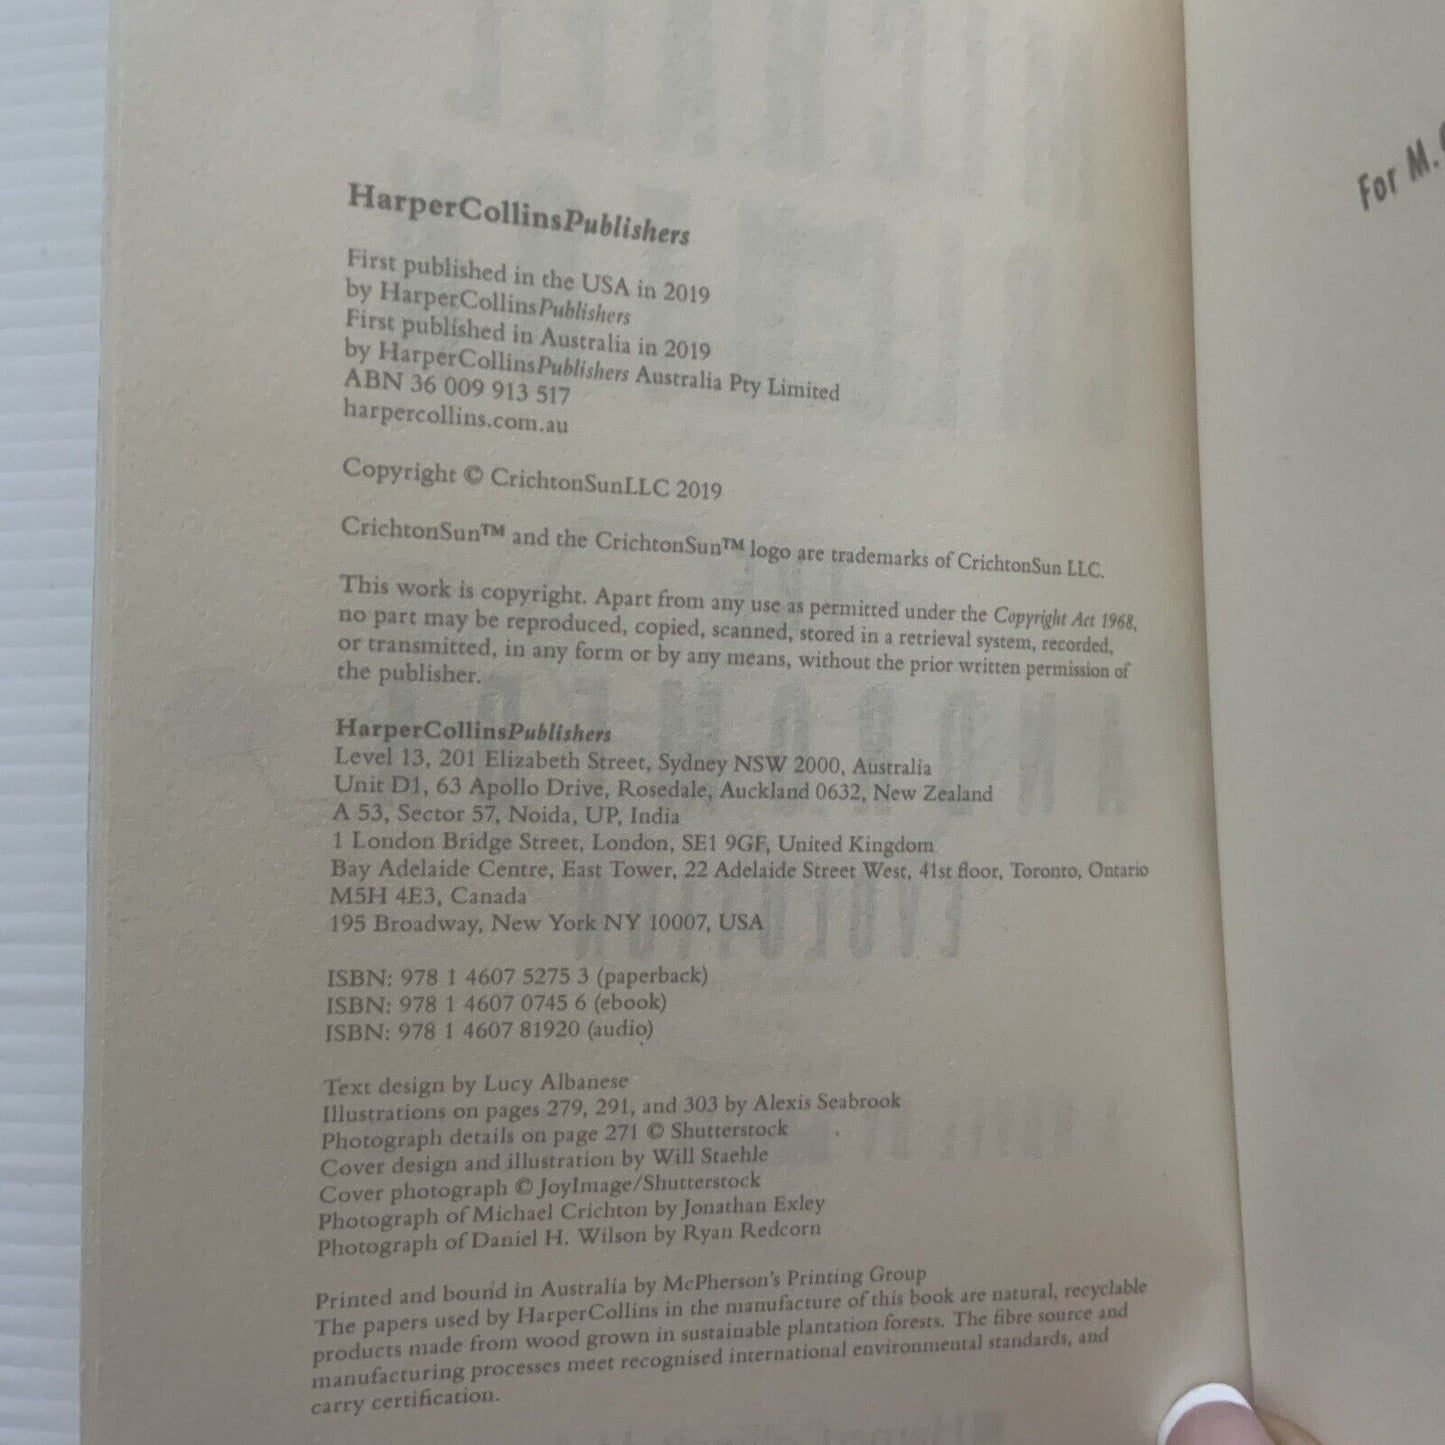 HarperCollinsPublishers
First published in the USA in 2019
by HarperCollinsPublishers
First published in Australia in 2019
by HarperCollinsPublishers Australia Pty Limited
ABN 36 009 913 517
harpercollins.com.au
Copyright © CrichtonSunLLC 2019
CrichtonSun™ and the CrichtonSun™ logo are trademarks of CrichtonSun LLC.
This work is copyright. Apart from any use as permitted under the Copyright Act 1968,
no part may be reproduced, copied, scanned, stored in a retrieval system, recorded,
or transmitted, in any form or by any means, without the prior written permission of
the publisher.
HarperCollinsPublishers
Level 13, 201 Elizabeth Street, Sydney NSW 2000, Australia
Unit D1, 63 Apollo Drive, Rosedale, Auckland 0632, New Zealand
A 53, Sector 57, Noida, UP, India
1 London Bridge Street, London, SE1 9GF, United Kingdom
Bay Adelaide Centre, East Tower, 22 Adelaide Street West, 41st floor, Toronto, Ontario
M5H 4E3, Canada
195 Broadway, New York NY 10007, USA
ISBN: 978 1 4607 5275 3 (paperback)
ISBN: 978 1 4607 0745 6 (ebook)
ISBN: 978 1 4607 81920 (audio)
Text design by Lucy Albanese
Illustrations on pages 279, 291, and 303 by Alexis Seabrook
Photograph details on page 271 © Shutterstock
Cover design and illustration by Will Staehle
Cover photograph © JoyImage/Shutterstock
Photograph of Michael Crichton by Jonathan Exley
Photograph of Daniel H. Wilson by Ryan Redcorn
Printed and bound in Australia by McPherson's Printing Group
The papers used by HarperCollins in the manufacture of this book are natural, recyclable
products made from wood grown in sustainable plantation forests. The fibre source and
manufacturing processes meet recognised international environmental standards, and
carry certification.
For M.